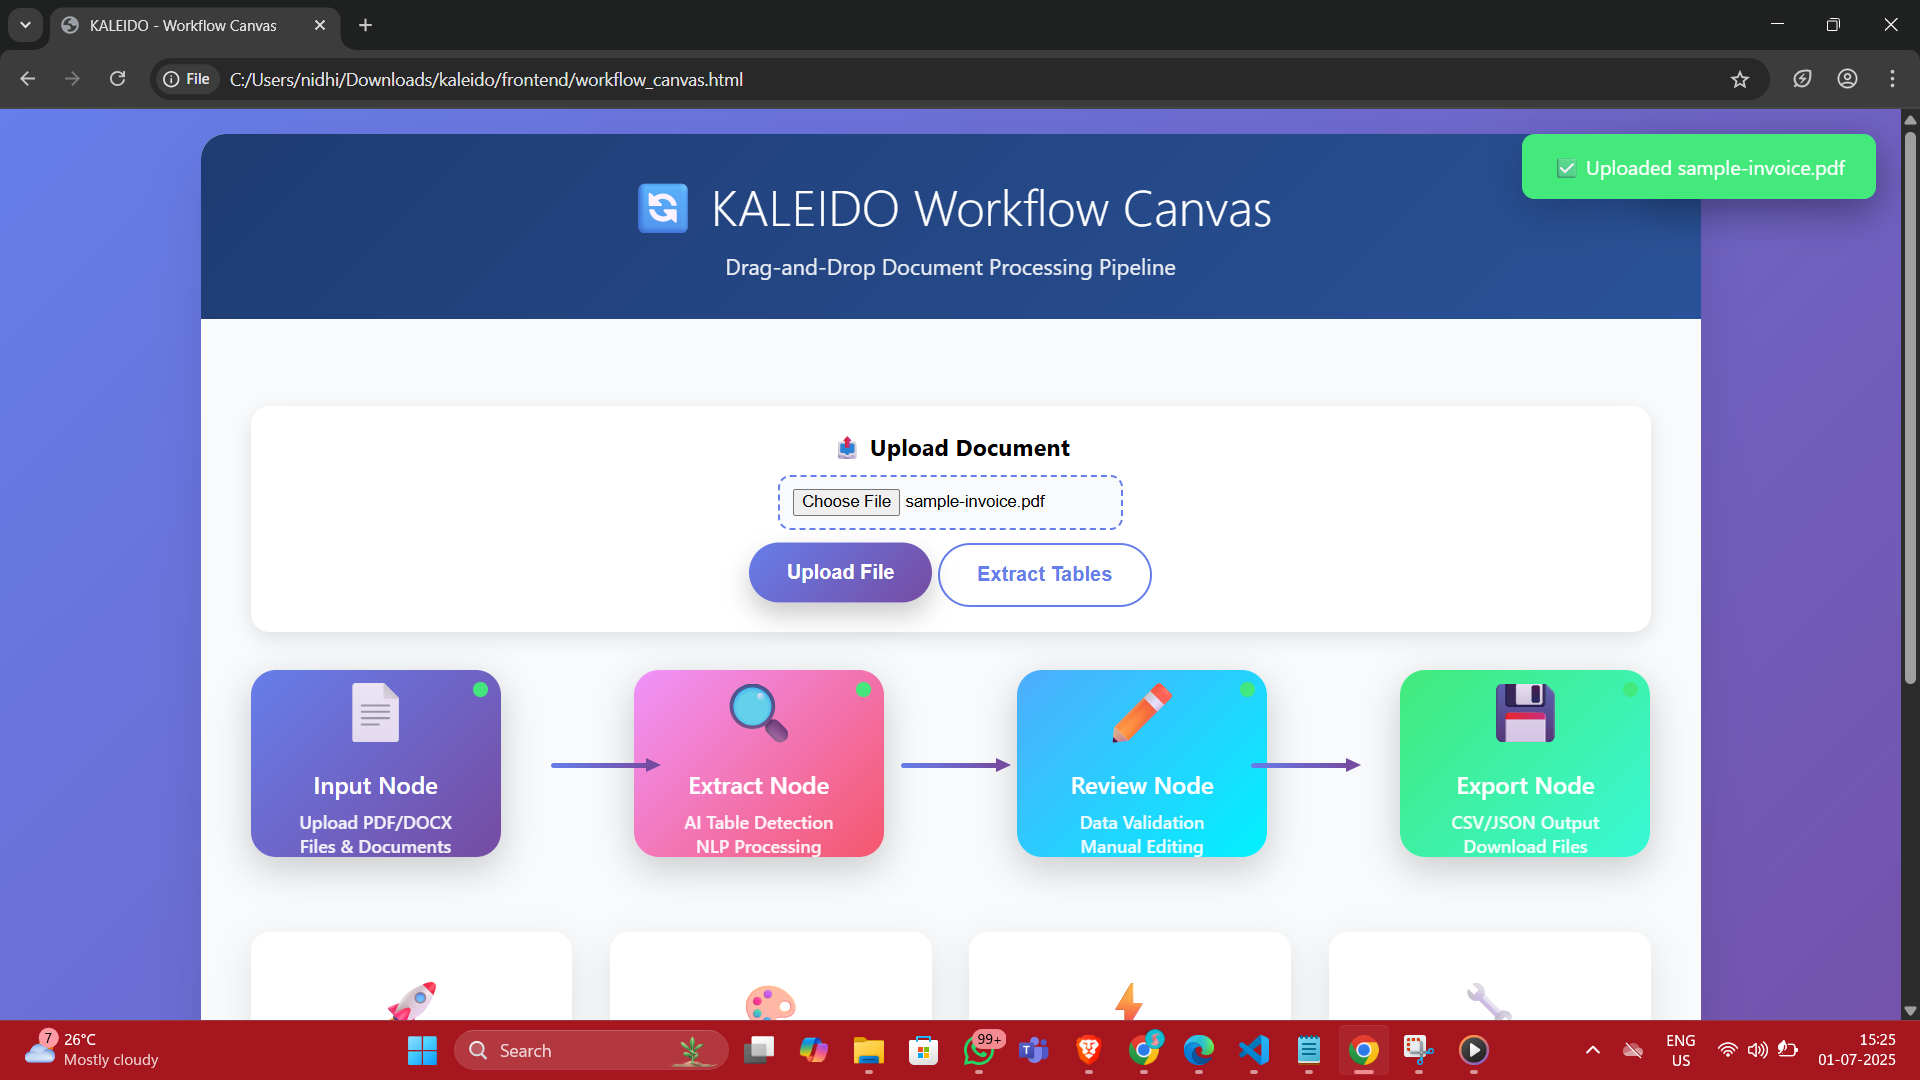 KALEIDO - Workflow Canvas
File
C:/Users/nidhi/Downloads/kaleido/frontend/workflow_canvas.html
✅ Uploaded sample-invoice.pdf
KALEIDO Workflow Canvas
Drag-and-Drop Document Processing Pipeline
Upload Document
Choose File sample-invoice.pdf
Upload File
Extract Tables
Input Node
Upload PDF/DOCX
Files & Documents
Extract Node
AI Table Detection
NLP Processing
Review Node
Data Validation
Manual Editing
Export Node
CSV/JSON Output
Download Files
7
26°C
Mostly cloudy
Search
99+
T
3
ENG
US
15:25
01-07-2025